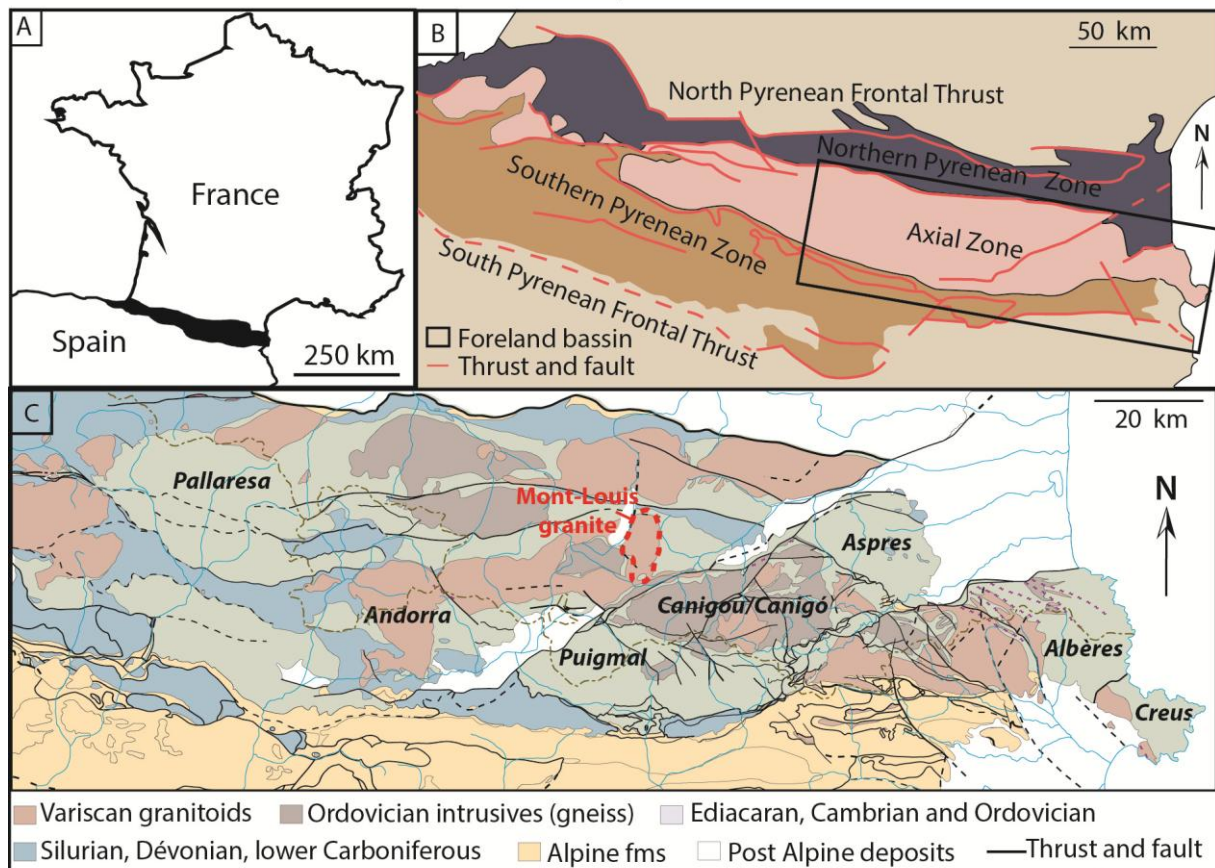 A
France
Spain
250 km
B
50 km
North Pyrenean Frontal Thrust
N
Northern Pyrenean Zone
Southern Pyrenean Zone
Axial Zone
South Pyrenean Frontal Thrust
Foreland bassin
Thrust and fault
C
20 km
N
Pallaresa
Mont-Louis
granite
Aspres
Andorra
Canigou/Canigó
Puigmal
Albères
Creus
Variscan granitoids
Ordovician intrusives (gneiss)
Ediacaran, Cambrian and Ordovician
Silurian, Dévonian, lower Carboniferous
Alpine fms
Post Alpine deposits
Thrust and fault